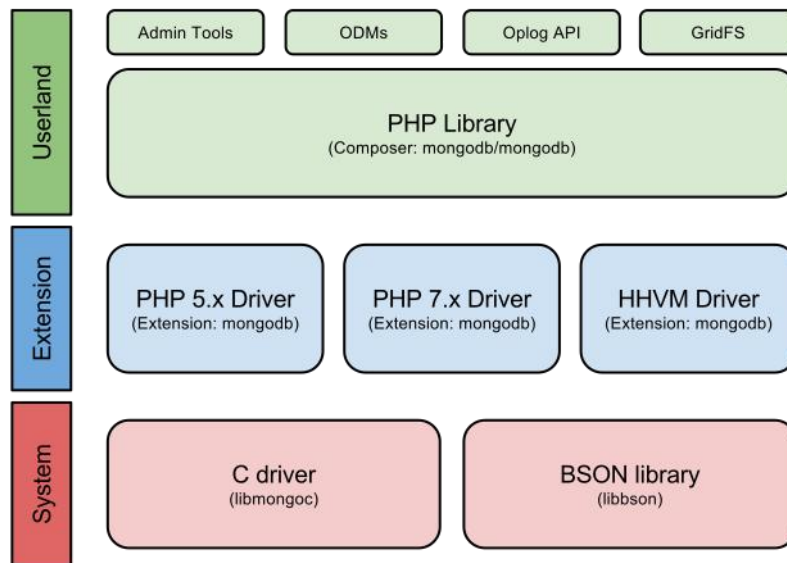 Admin Tools
ODMs
Oplog API
GridFS
Userland
PHP Library
(Composer: mongodb/mongodb)
Extension
PHP 5.x Driver
(Extension: mongodb)
PHP 7.x Driver
(Extension: mongodb)
HHVM Driver
(Extension: mongodb)
System
C driver
(libmongoc)
BSON library
(libbson)